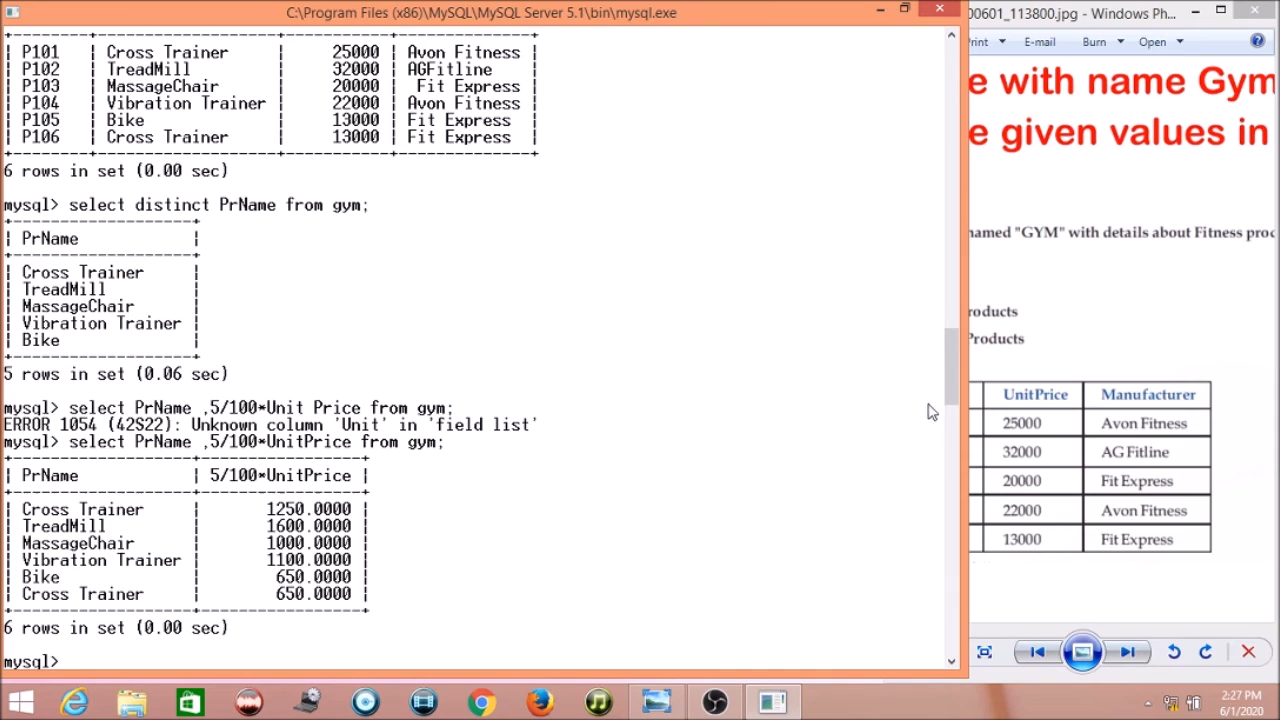 C:\Program Files (x86)\MySQL\MySQL Server 5.1\bin\mysql.exe
| P101 | Cross Trainer | 25000 | Avon Fitness |
| P102 | TreadMill | 32000 | AGFitline |
| P103 | MassageChair | 20000 | Fit Express |
| P104 | Vibration Trainer | 22000 | Avon Fitness |
| P105 | Bike | 13000 | Fit Express |
| P106 | Cross Trainer | 13000 | Fit Express |
6 rows in set (0.00 sec)
mysql> select distinct PrName from gym;
| PrName |
| Cross Trainer |
| TreadMill |
| MassageChair |
| Vibration Trainer |
| Bike |
5 rows in set (0.06 sec)
mysql> select PrName ,5/100*Unit Price from gym;
ERROR 1054 (42S22): Unknown column 'Unit' in 'field list'
mysql> select PrName ,5/100*UnitPrice from gym;
| PrName | 5/100*UnitPrice |
| Cross Trainer | 1250.0000 |
| TreadMill | 1600.0000 |
| MassageChair | 1000.0000 |
| Vibration Trainer | 1100.0000 |
| Bike | 650.0000 |
| Cross Trainer | 650.0000 |
6 rows in set (0.00 sec)
mysql>
00601_113800.jpg - Windows Ph...
rint E-mail Burn Open
e with name Gym
e given values in
named "GYM" with details about Fitness proc
roducts
Products
UnitPrice Manufacturer
25000 Avon Fitness
32000 AG Fitline
20000 Fit Express
22000 Avon Fitness
13000 Fit Express
2:27 PM
6/1/2020